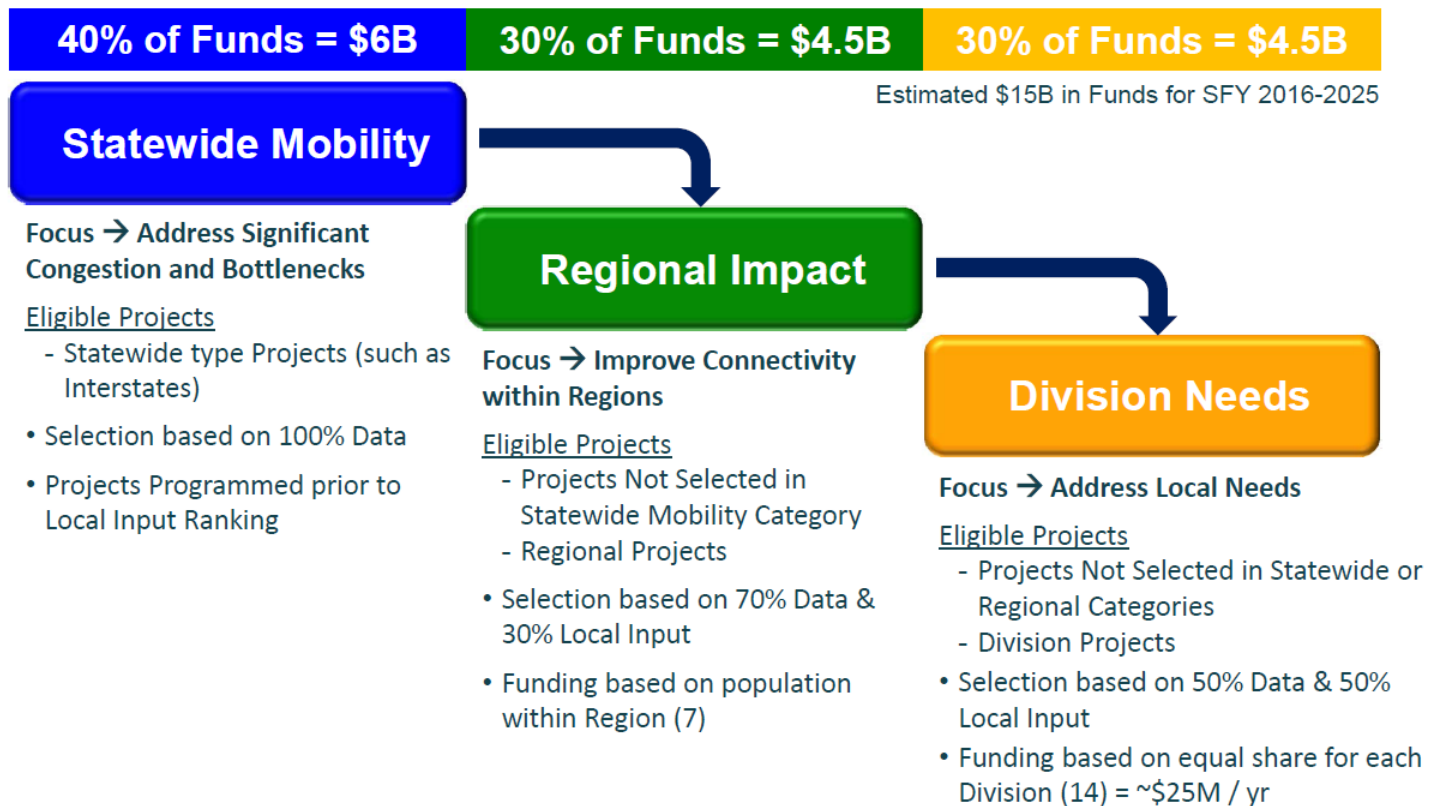 40% of Funds = $6B
30% of Funds = $4.5B
30% of Funds = $4.5B
Estimated $15B in Funds for SFY 2016-2025
Statewide Mobility
Focus → Address Significant
Congestion and Bottlenecks
Eligible Projects
- Statewide type Projects (such as
Interstates)
• Selection based on 100% Data
• Projects Programmed prior to
Local Input Ranking
Regional Impact
Focus → Improve Connectivity
within Regions
Eligible Projects
- Projects Not Selected in
Statewide Mobility Category
- Regional Projects
• Selection based on 70% Data &
30% Local Input
• Funding based on population
within Region (7)
Division Needs
Focus → Address Local Needs
Eligible Projects
- Projects Not Selected in Statewide or
Regional Categories
- Division Projects
• Selection based on 50% Data & 50%
Local Input
• Funding based on equal share for each
Division (14) = ~$25M / yr